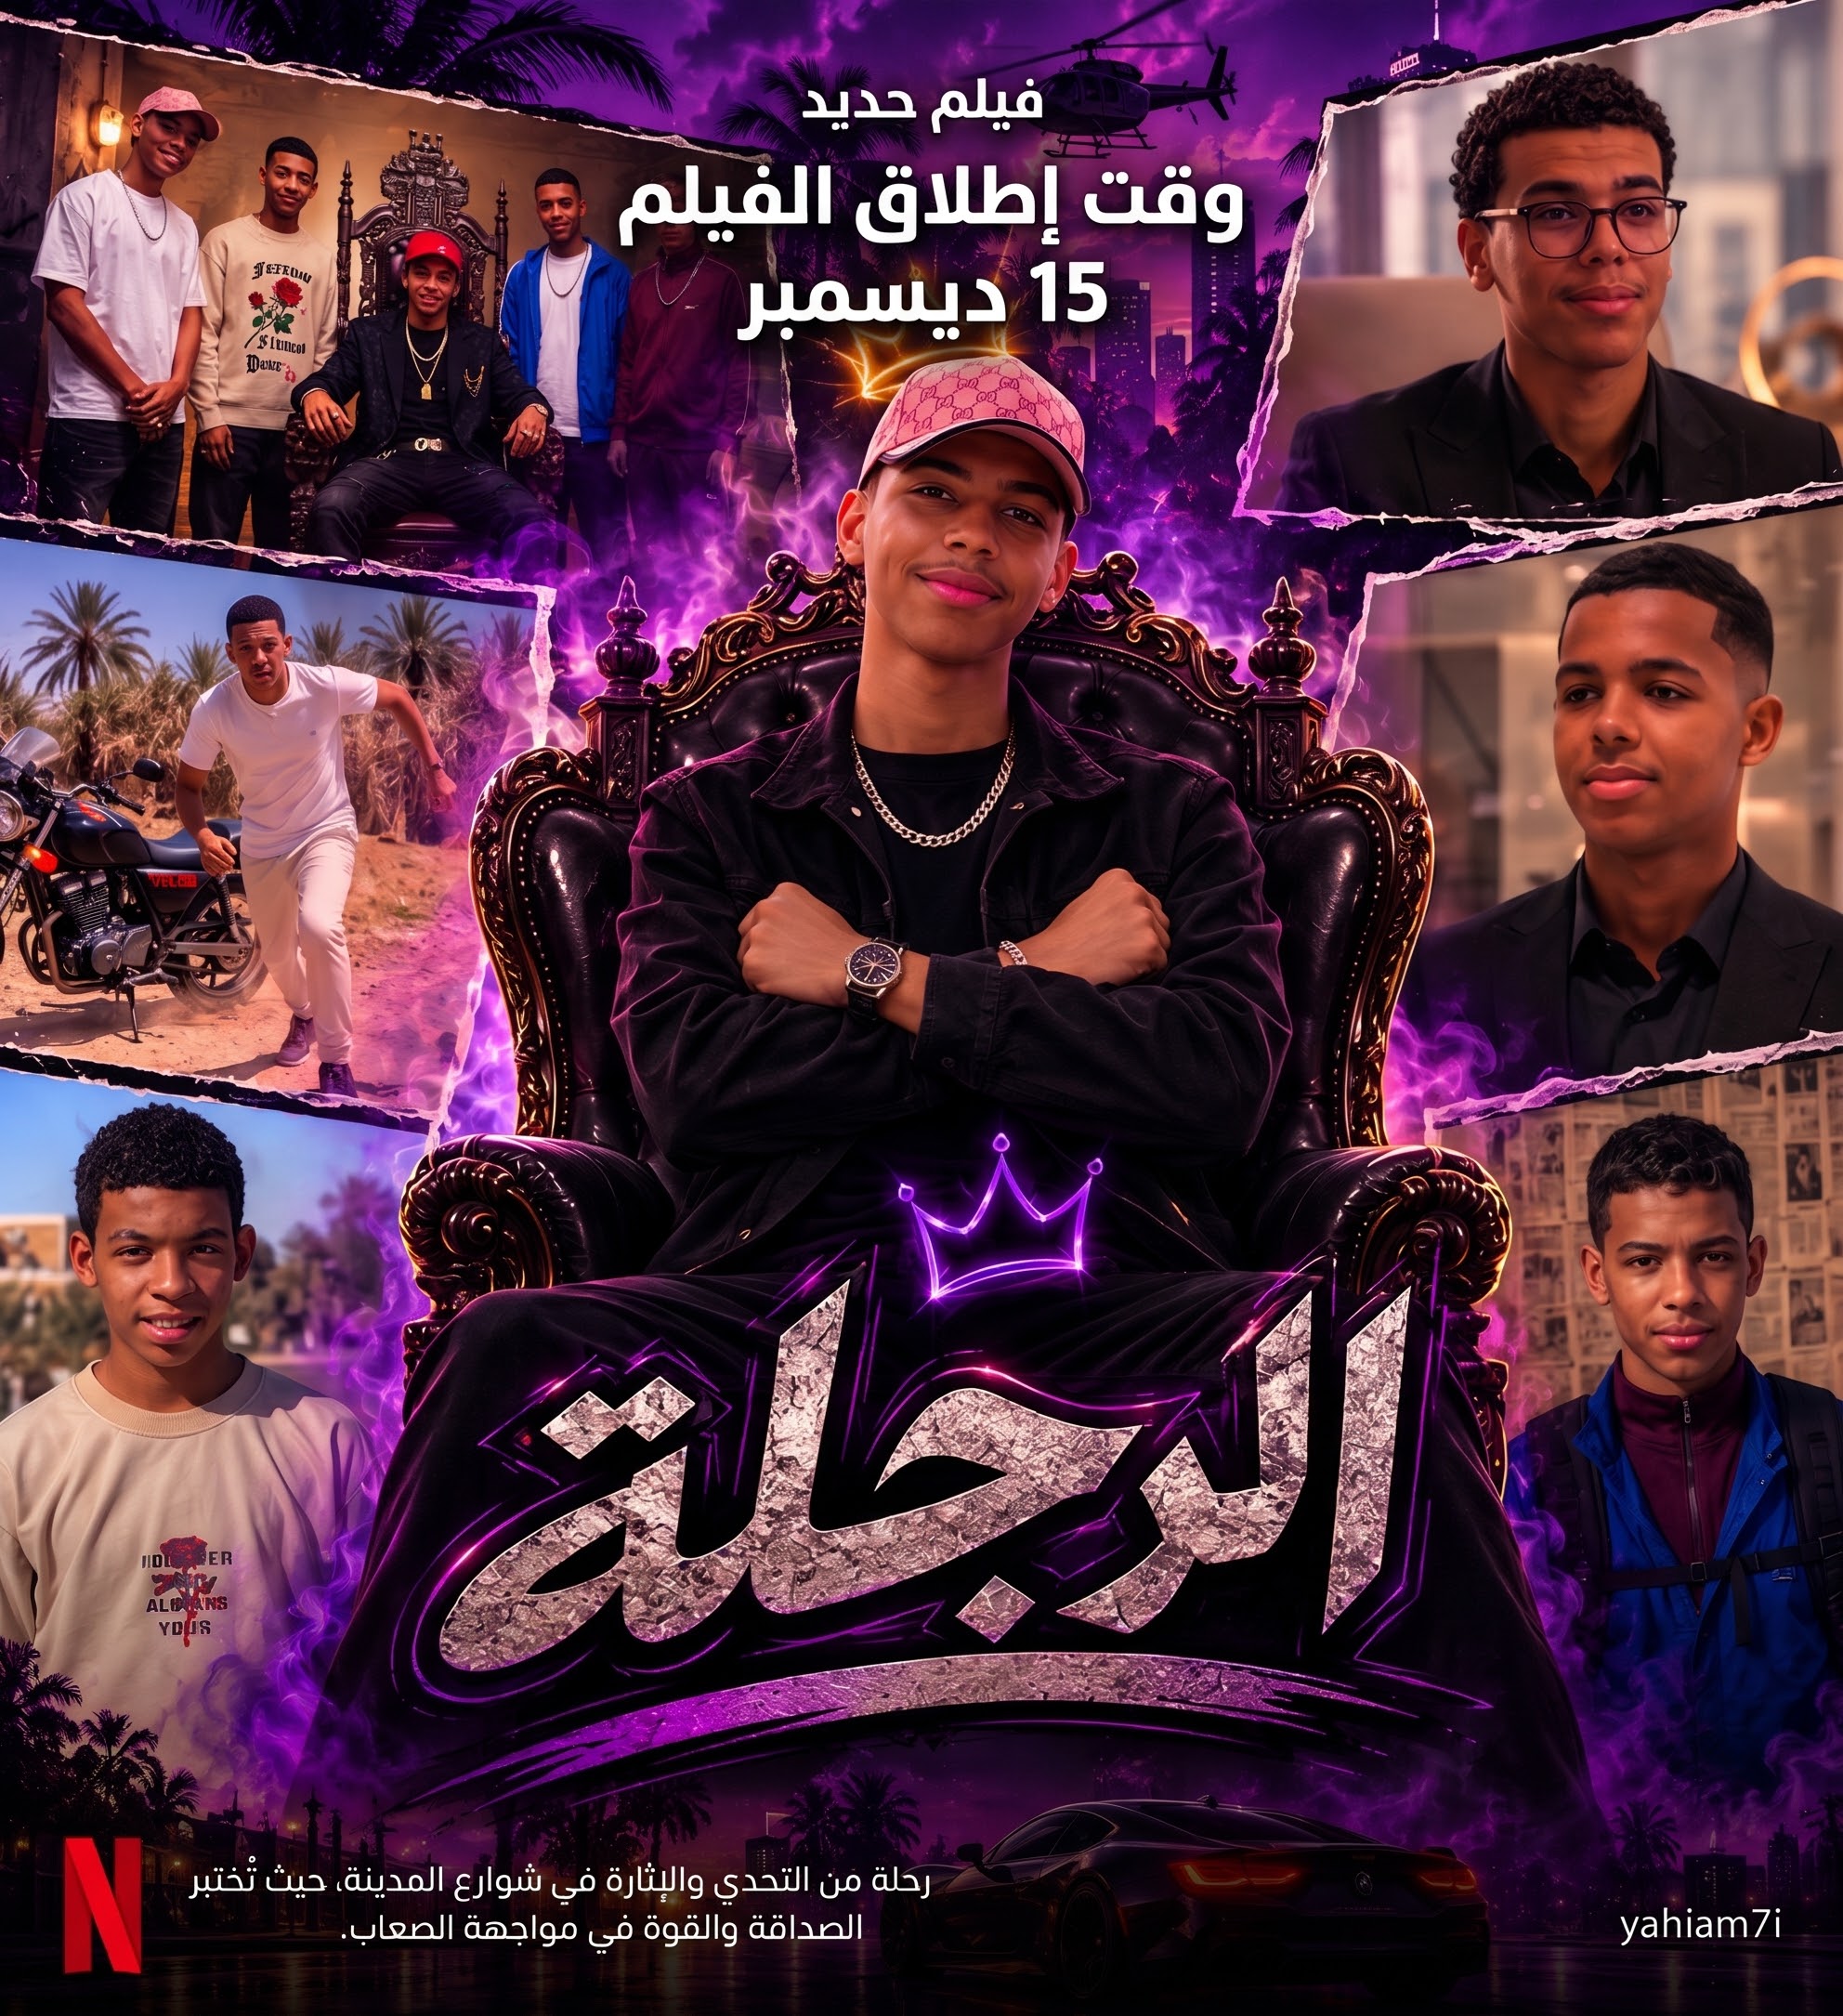 فيلم حديد
وقت إطلاق الفيلم
15 ديسمبر
الرجلة
رحلة من التحدي والإثارة في شوارع المدينة، حيث تُختبر
الصداقة والقوة في مواجهة الصعاب.
N
yahiam7i